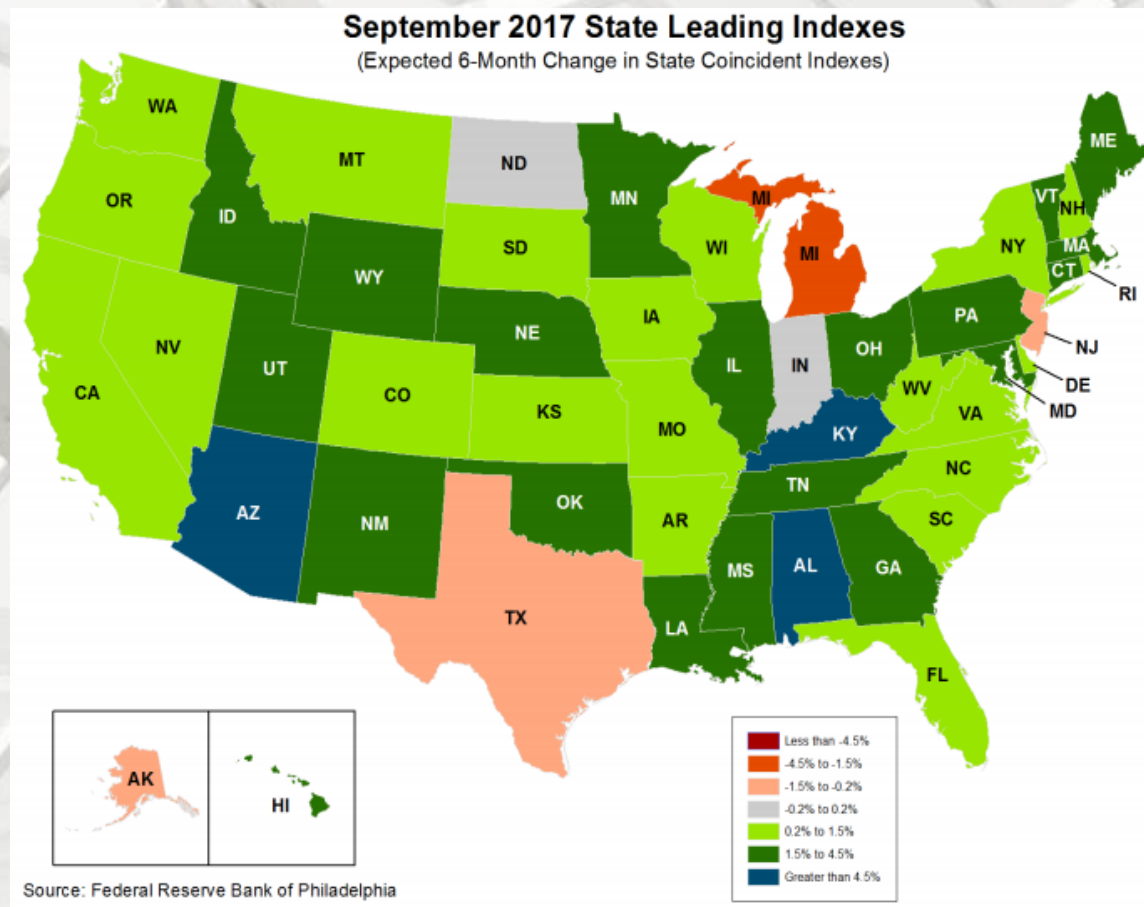 September 2017 State Leading Indexes
(Expected 6-Month Change in State Coincident Indexes)
WA
MT
ND
MN
ME
OR
ID
SD
WI
MI
MI
VT
NH
NY
MA
CT
RI
WY
IA
NE
PA
NJ
NV
UT
CO
IL
IN
OH
DE
MD
CA
KS
MO
WV
VA
KY
NC
AZ
NM
OK
AR
TN
SC
MS
AL
GA
TX
LA
FL
AK
HI
Less than -4.5%
-4.5% to -1.5%
-1.5% to -0.2%
-0.2% to 0.2%
0.2% to 1.5%
1.5% to 4.5%
Greater than 4.5%
Source: Federal Reserve Bank of Philadelphia